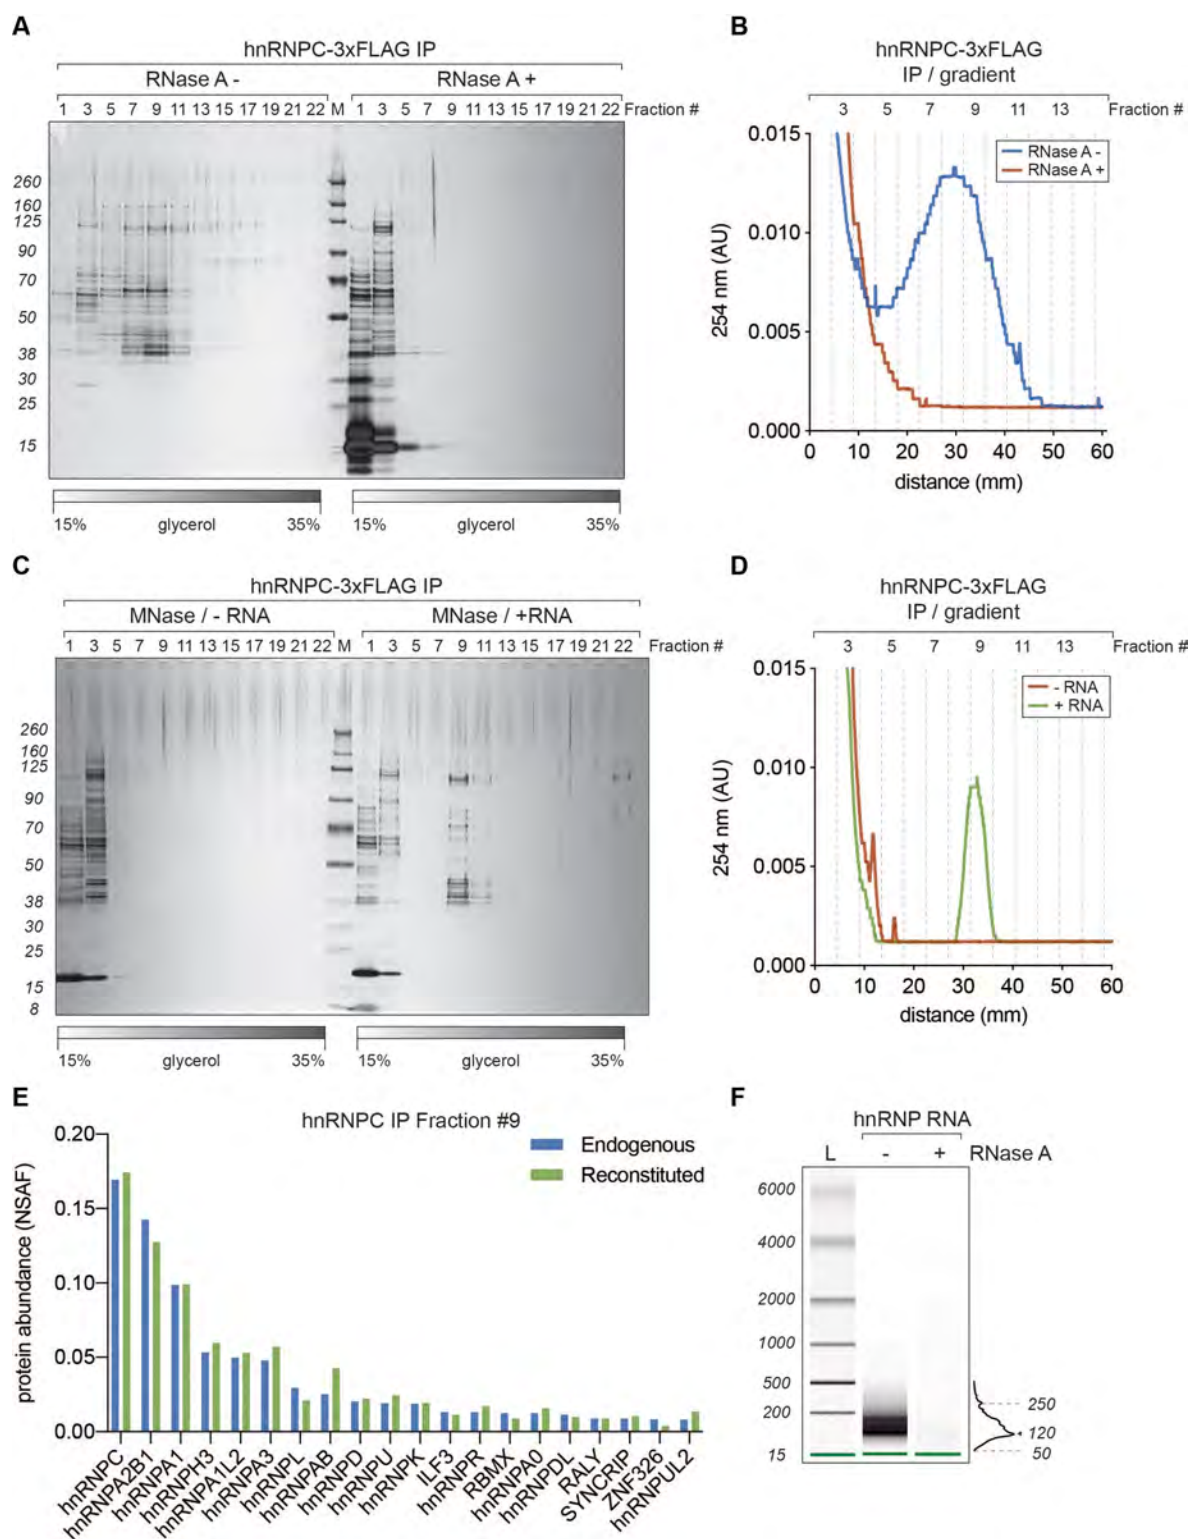 A
hnRNPC-3xFLAG IP
RNase A -
RNase A +
1 3 5 7 9 11 13 15 17 19 21 22 M 1 3 5 7 9 11 13 15 17 19 21 22 Fraction #
260
160
125
90
70
50
38
30
25
15
15% glycerol 35%
15% glycerol 35%
B
hnRNPC-3xFLAG
IP / gradient
3 5 7 9 11 13 Fraction #
0.015
0.010
0.005
0.000
254 nm (AU)
RNase A -
RNase A +
0 10 20 30 40 50 60
distance (mm)
C
hnRNPC-3xFLAG IP
MNase / - RNA
MNase / +RNA
1 3 5 7 9 11 13 15 17 19 22 M 1 3 5 7 9 11 13 15 17 19 22 Fraction #
260
160
125
90
70
50
38
30
25
15
8
15% glycerol 35%
15% glycerol 35%
D
hnRNPC-3xFLAG
IP / gradient
3 5 7 9 11 13 Fraction #
0.015
0.010
0.005
0.000
254 nm (AU)
- RNA
+ RNA
0 10 20 30 40 50 60
distance (mm)
E
hnRNPC IP Fraction #9
Endogenous
Reconstituted
protein abundance (NSAF)
0.20
0.15
0.10
0.05
0.00
hnRNPC
hnRNPA2B1
hnRNPA1
hnRNPH3
hnRNPA1L2
hnRNPA3
hnRNPL
hnRNPAB
hnRNPD
hnRNPU
hnRNPK
ILF3
hnRNPR
RBMX
hnRNPA0
hnRNPDL
RALY
SYNCRIP
ZNF326
hnRNPUL2
F
hnRNP RNA
L - + RNase A
6000
4000
2000
1000
500
200
15
250
120
50